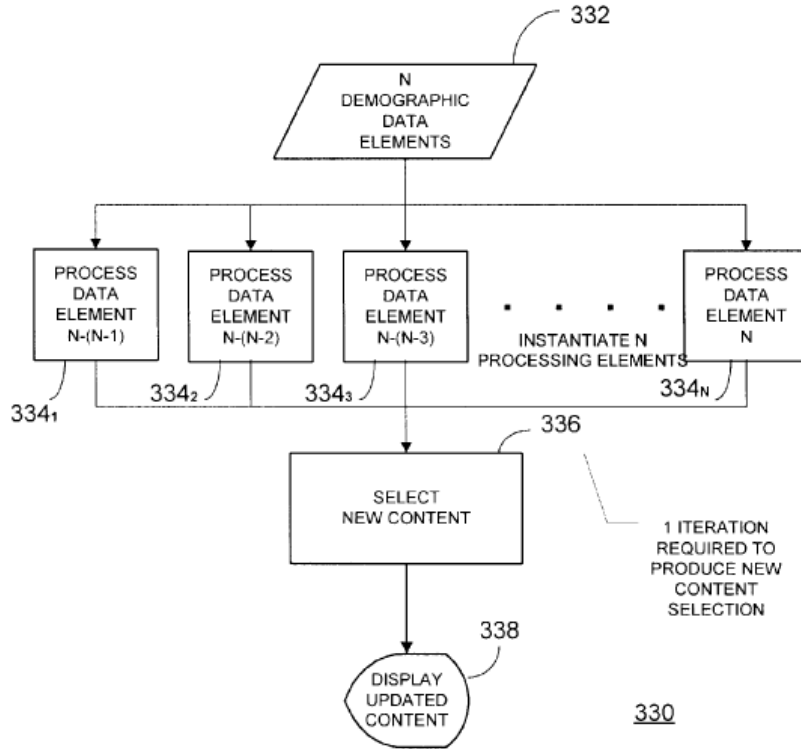 332
N
DEMOGRAPHIC
DATA
ELEMENTS
PROCESS
DATA
ELEMENT
N-(N-1)
PROCESS
DATA
ELEMENT
N-(N-2)
PROCESS
DATA
ELEMENT
N-(N-3)
. . . .
INSTANTIATE N
PROCESSING ELEMENTS
PROCESS
DATA
ELEMENT
N
334₁
334₂
334₃
334N
336
SELECT
NEW CONTENT
1 ITERATION
REQUIRED TO
PRODUCE NEW
CONTENT
SELECTION
338
DISPLAY
UPDATED
CONTENT
330